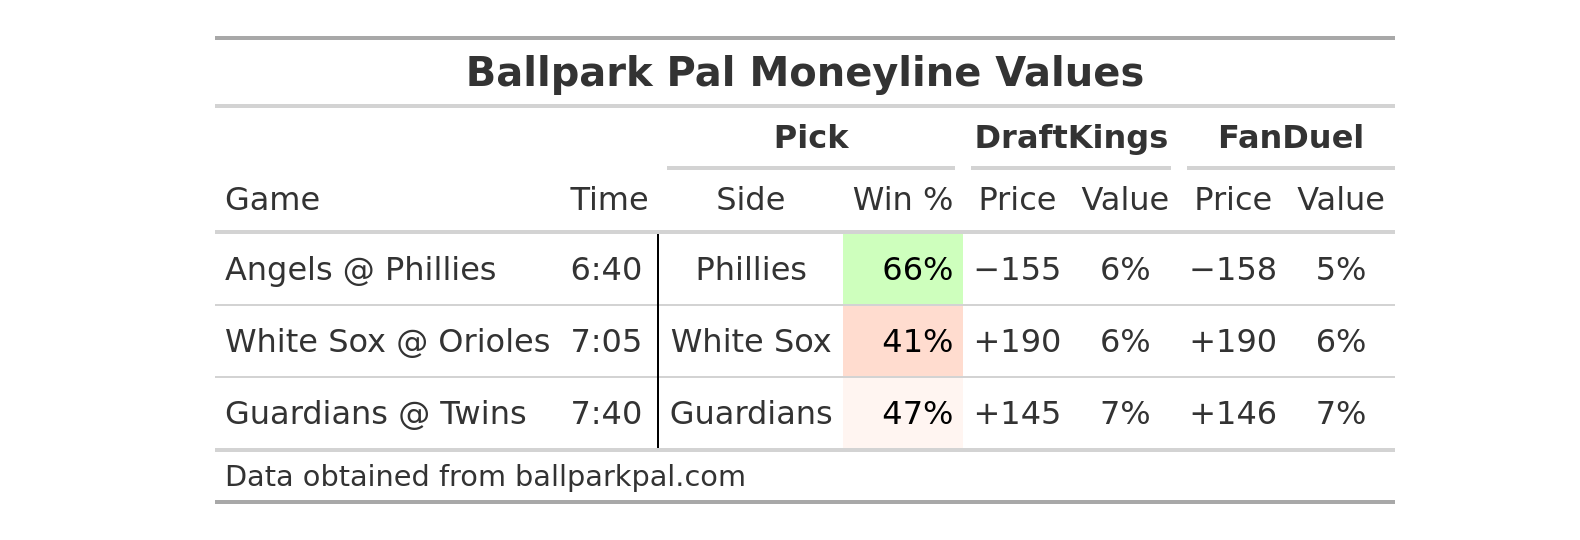 Ballpark Pal Moneyline Values
Pick DraftKings FanDuel
Game Time Side Win % Price Value Price Value
Angels @ Phillies 6:40 Phillies 66% −155 6% −158 5%
White Sox @ Orioles 7:05 White Sox 41% +190 6% +190 6%
Guardians @ Twins 7:40 Guardians 47% +145 7% +146 7%
Data obtained from ballparkpal.com